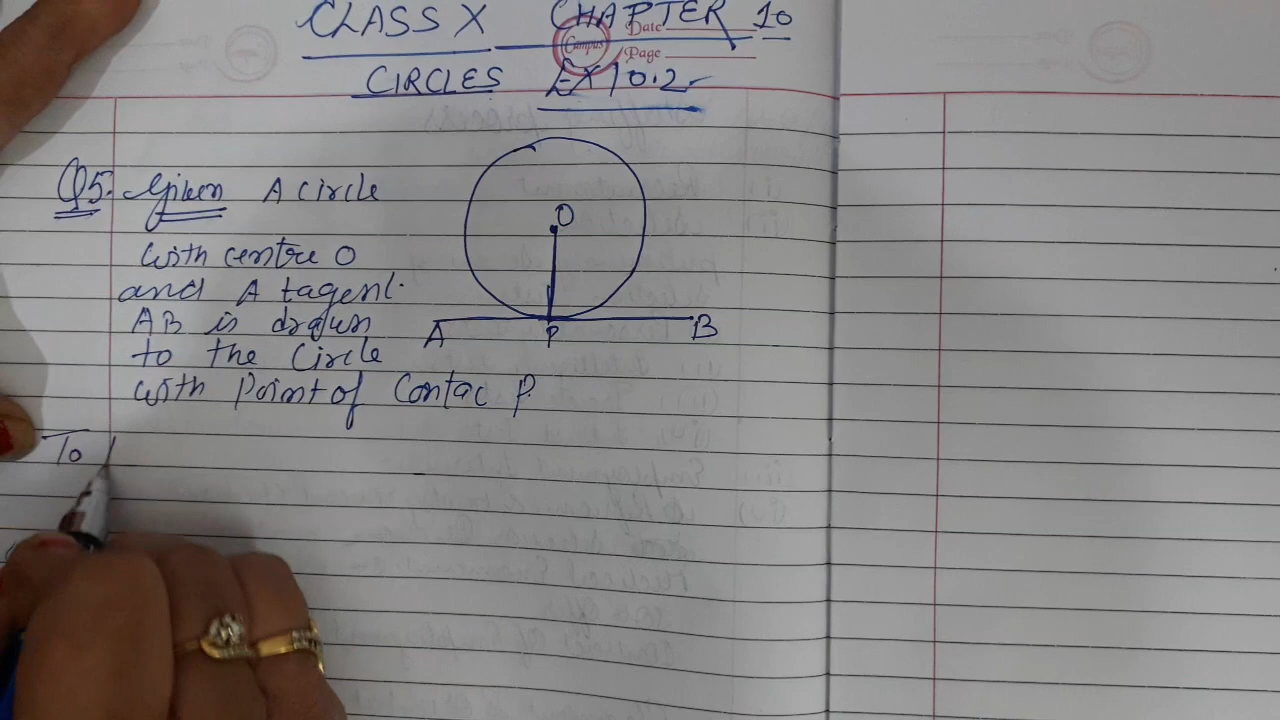 CLASS X CHAPTER 10
Date
Campus
Page
CIRCLES EX 10.2
Q5. Given A circle
with centre O
and A tagent.
AB is drawn
to the Circle
with Point of Contac P.
O
A P B
To